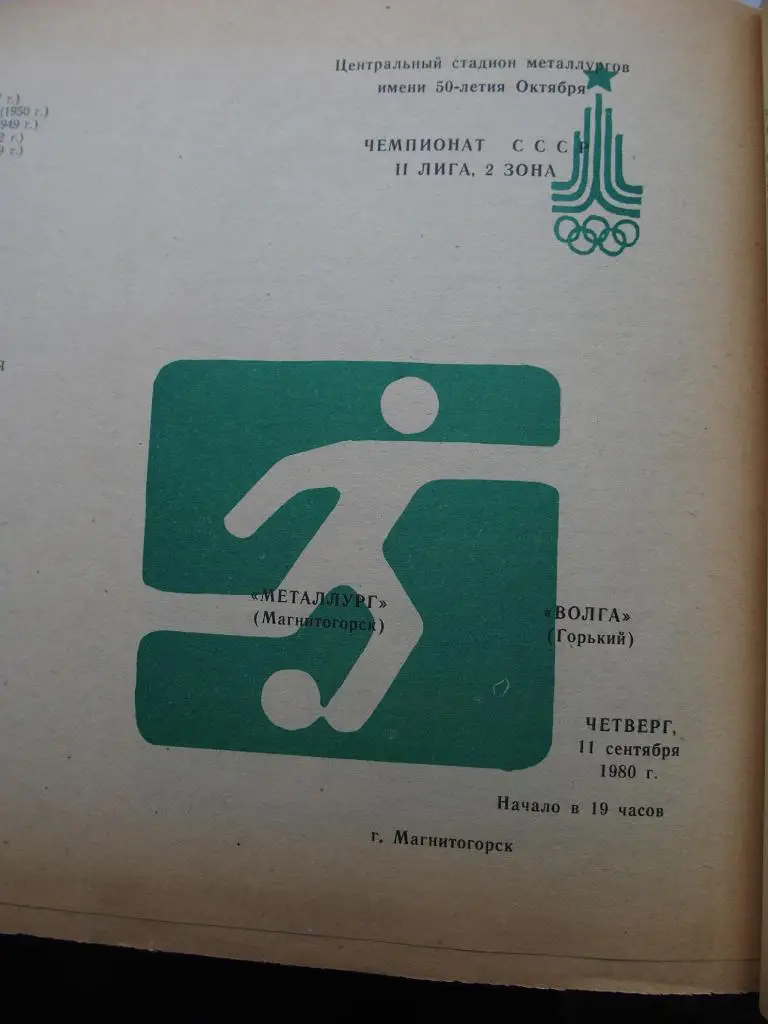 (1950 г.)
Центральный стадион металлургов
имени 50-летия Октября
ЧЕМПИОНАТ СССР
II ЛИГА, 2 ЗОНА
«МЕТАЛЛУРГ»
(Магнитогорск)
«ВОЛГА»
(Горький)
ЧЕТВЕРГ,
11 сентября
1980 г.
Начало в 19 часов
г. Магнитогорск